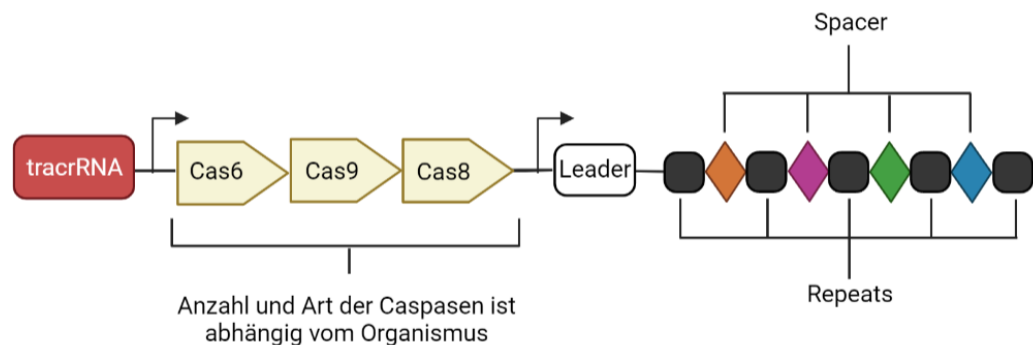 Spacer
tracrRNA
Cas6
Cas9
Cas8
Leader
Repeats
Anzahl und Art der Caspasen ist
abhängig vom Organismus